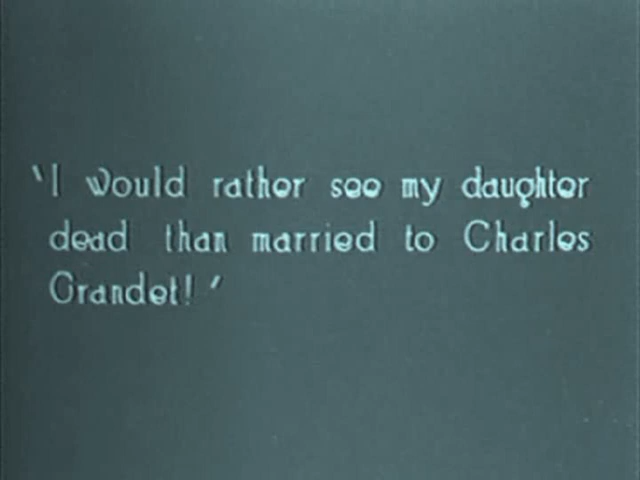 'I would rather see my daughter
dead than married to Charles
Grandet!'